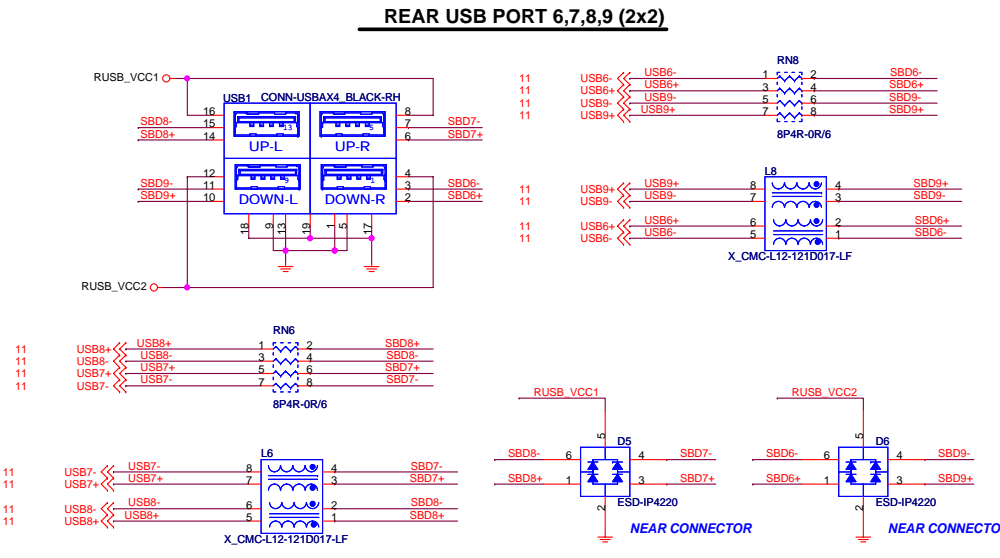 REAR USB PORT 6,7,8,9 (2x2)
RUSB_VCC1
USB1 CONN-USBAX4_BLACK-RH
16 8
SBD8- 15 13 5 7 SBD7-
SBD8+ 14 6 SBD7+
UP-L UP-R
12 4
SBD9- 11 9 1 3 SBD6-
SBD9+ 10 2 SBD6+
DOWN-L DOWN-R
18 9 13 19 1 5 17
RUSB_VCC2
RN8
11 USB6- USB6- 1 2 SBD6-
11 USB6+ USB6+ 3 4 SBD6+
11 USB9- USB9- 5 6 SBD9-
11 USB9+ USB9+ 7 8 SBD9+
8P4R-0R/6
L8
11 USB9+ USB9+ 8 4 SBD9+
11 USB9- USB9- 7 3 SBD9-
11 USB6+ USB6+ 6 2 SBD6+
11 USB6- USB6- 5 1 SBD6-
X_CMC-L12-121D017-LF
RN6
11 USB8+ USB8+ 1 2 SBD8+
11 USB8- USB8- 3 4 SBD8-
11 USB7+ USB7+ 5 6 SBD7+
11 USB7- USB7- 7 8 SBD7-
8P4R-0R/6
L6
11 USB7- USB7- 8 4 SBD7-
11 USB7+ USB7+ 7 3 SBD7+
11 USB8- USB8- 6 2 SBD8-
11 USB8+ USB8+ 5 1 SBD8+
X_CMC-L12-121D017-LF
RUSB_VCC1
5 D5
SBD8- 6 4 SBD7-
SBD8+ 1 3 SBD7+
2 ESD-IP4220
NEAR CONNECTOR
RUSB_VCC2
5 D6
SBD6- 6 4 SBD9-
SBD6+ 1 3 SBD9+
2 ESD-IP4220
NEAR CONNECTO